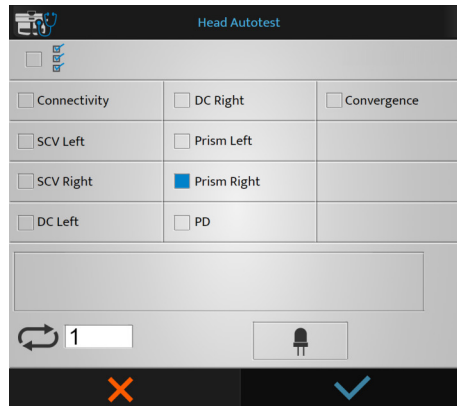 Head Autotest
Connectivity
DC Right
Convergence
SCV Left
Prism Left
SCV Right
Prism Right
DC Left
PD
1